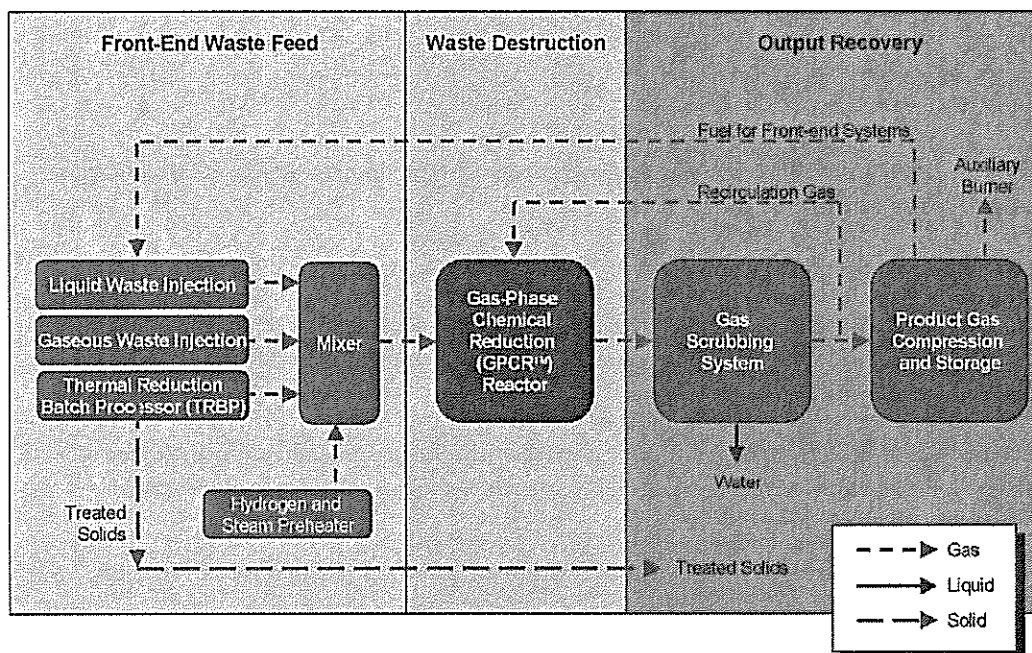 Front-End Waste Feed
Waste Destruction
Output Recovery
Fuel for Front-end Systems
Auxiliary
Burner
Recirculation Gas
Liquid Waste Injection
Gaseous Waste Injection
Thermal Reduction
Batch Processor (TRBP)
Mixer
Gas-Phase
Chemical
Reduction
(GPCR™)
Reactor
Gas
Scrubbing
System
Product Gas
Compression
and Storage
Hydrogen and
Steam Preheater
Water
Treated
Solids
Treated Solids
Gas
Liquid
Solid